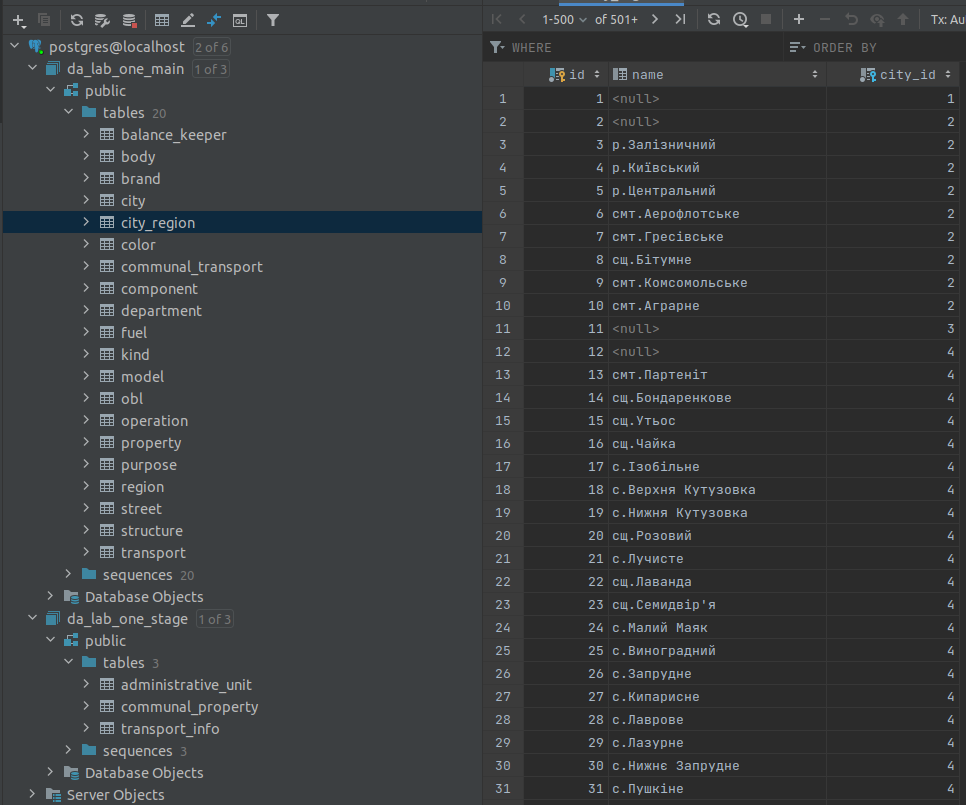 postgres@localhost 2 of 6
da_lab_one_main 1 of 3
public
tables 20
balance_keeper
body
brand
city
city_region
color
communal_transport
component
department
fuel
kind
model
obl
operation
property
purpose
region
street
structure
transport
sequences 20
Database Objects
da_lab_one_stage 1 of 3
public
tables 3
administrative_unit
communal_property
transport_info
sequences 3
Database Objects
Server Objects
1-500 of 501+ Tx: Au
WHERE ORDER BY
id name city_id
1 1 <null> 1
2 2 <null> 2
3 3 р.Залізничний 2
4 4 р.Київський 2
5 5 р.Центральний 2
6 6 смт.Аерофлотське 2
7 7 смт.Гресівське 2
8 8 сщ.Бітумне 2
9 9 смт.Комсомольське 2
10 10 смт.Аграрне 2
11 11 <null> 3
12 12 <null> 4
13 13 смт.Партеніт 4
14 14 сщ.Бондаренкове 4
15 15 сщ.Утьос 4
16 16 сщ.Чайка 4
17 17 с.Ізобільне 4
18 18 с.Верхня Кутузовка 4
19 19 с.Нижня Кутузовка 4
20 20 сщ.Розовий 4
21 21 с.Лучисте 4
22 22 сщ.Лаванда 4
23 23 сщ.Семидвір'я 4
24 24 с.Малий Маяк 4
25 25 с.Виноградний 4
26 26 с.Запрудне 4
27 27 с.Кипарисне 4
28 28 с.Лаврове 4
29 29 с.Лазурне 4
30 30 с.Нижнє Запрудне 4
31 31 с.Пушкіне 4